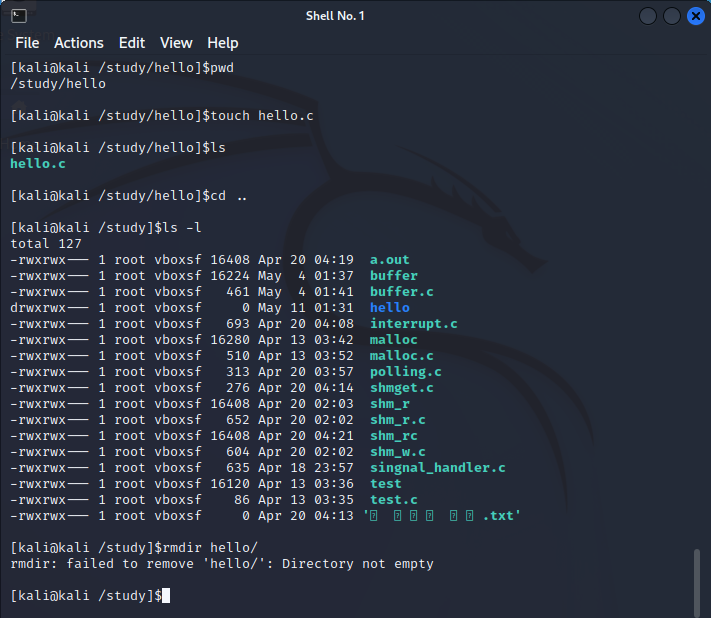 Shell No. 1
File Actions Edit View Help
[kali@kali /study/hello]$pwd
/study/hello
[kali@kali /study/hello]$touch hello.c
[kali@kali /study/hello]$ls
hello.c
[kali@kali /study/hello]$cd ..
[kali@kali /study]$ls -l
total 127
-rwxrwx--- 1 root vboxsf 16408 Apr 20 04:19 a.out
-rwxrwx--- 1 root vboxsf 16224 May 4 01:37 buffer
-rwxrwx--- 1 root vboxsf 461 May 4 01:41 buffer.c
drwxrwx--- 1 root vboxsf 0 May 11 01:31 hello
-rwxrwx--- 1 root vboxsf 693 Apr 20 04:08 interrupt.c
-rwxrwx--- 1 root vboxsf 16280 Apr 13 03:42 malloc
-rwxrwx--- 1 root vboxsf 510 Apr 13 03:52 malloc.c
-rwxrwx--- 1 root vboxsf 313 Apr 20 03:57 polling.c
-rwxrwx--- 1 root vboxsf 276 Apr 20 04:14 shmget.c
-rwxrwx--- 1 root vboxsf 16408 Apr 20 02:03 shm_r
-rwxrwx--- 1 root vboxsf 652 Apr 20 02:02 shm_r.c
-rwxrwx--- 1 root vboxsf 16408 Apr 20 04:21 shm_rc
-rwxrwx--- 1 root vboxsf 604 Apr 20 02:02 shm_w.c
-rwxrwx--- 1 root vboxsf 635 Apr 18 23:57 singnal_handler.c
-rwxrwx--- 1 root vboxsf 16120 Apr 13 03:36 test
-rwxrwx--- 1 root vboxsf 86 Apr 13 03:35 test.c
-rwxrwx--- 1 root vboxsf 0 Apr 20 04:13 ' .txt'
[kali@kali /study]$rmdir hello/
rmdir: failed to remove 'hello/': Directory not empty
[kali@kali /study]$